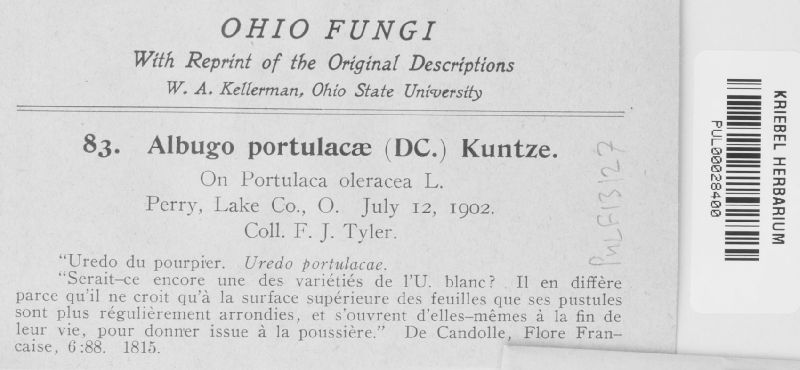 OHIO FUNGI
With Reprint of the Original Descriptions
W. A. Kellerman, Ohio State University
83. Albugo portulacæ (DC.) Kuntze.
On Portulaca oleracea L.
Perry, Lake Co., O. July 12, 1902.
Coll. F. J. Tyler.
"Uredo du pourpier. Uredo portulacae.
"Serait-ce encore une des variétiés de l'U. blanc? Il en diffère
parce qu'il ne croit qu'à la surface supérieure des feuilles que ses pustules
sont plus régulièrement arrondies, et s'ouvrent d'elles-mêmes à la fin de
leur vie, pour donner issue à la poussière." De Candolle, Flore Fran-
caise, 6:88. 1815.
PULF13127
PUL00028400
KRIEBEL HERBARIUM